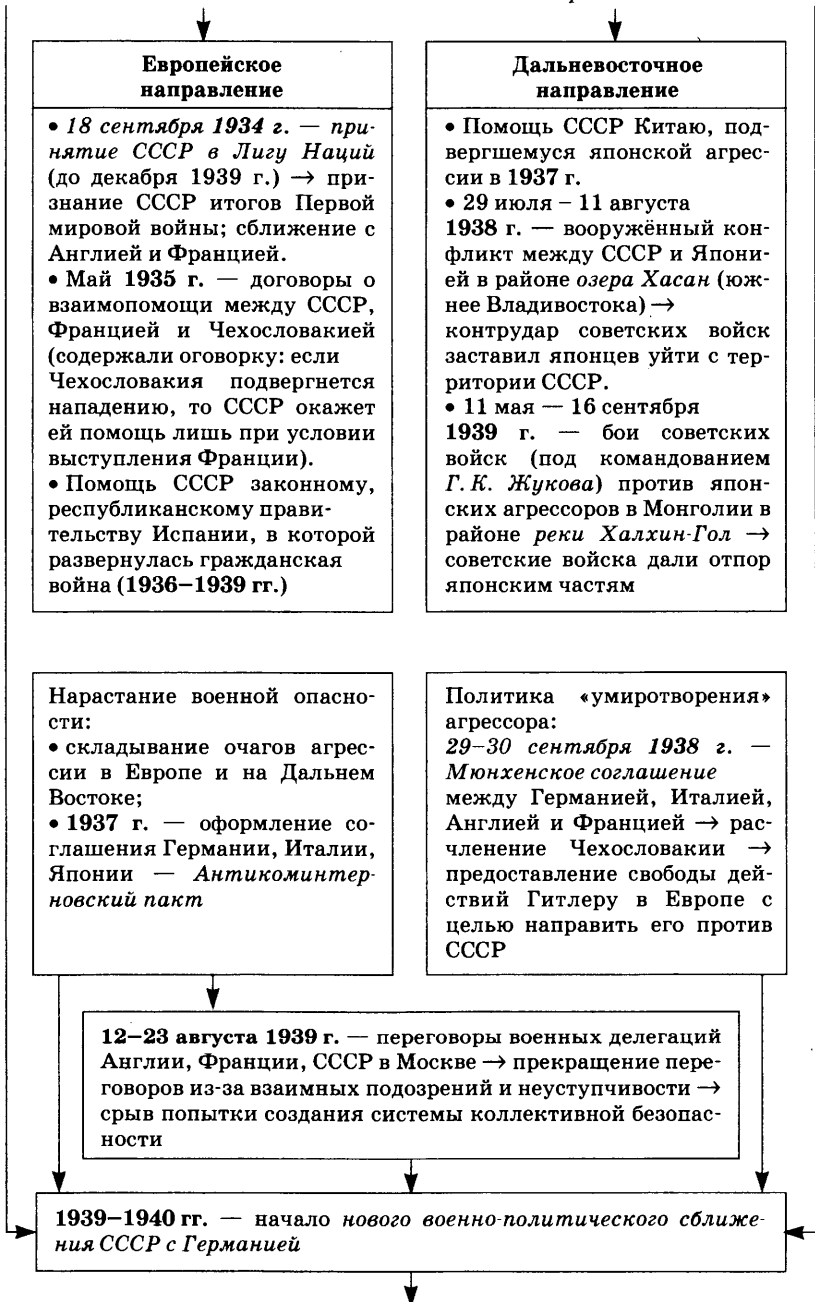 Европейское
направление
• 18 сентября 1934 г. — при-
нятие СССР в Лигу Наций
(до декабря 1939 г.) → при-
знание СССР итогов Первой
мировой войны; сближение с
Англией и Францией.
• Май 1935 г. — договоры о
взаимопомощи между СССР,
Францией и Чехословакией
(содержали оговорку: если
Чехословакия подвергнется
нападению, то СССР окажет
ей помощь лишь при условии
выступления Франции).
• Помощь СССР законному,
республиканскому прави-
тельству Испании, в которой
развернулась гражданская
война (1936–1939 гг.)
Дальневосточное
направление
• Помощь СССР Китаю, под-
вергшемуся японской агрес-
сии в 1937 г.
• 29 июля – 11 августа
1938 г. — вооружённый кон-
фликт между СССР и Япони-
ей в районе озера Хасан (юж-
нее Владивостока) →
контрудар советских войск
заставил японцев уйти с тер-
ритории СССР.
• 11 мая — 16 сентября
1939 г. — бои советских
войск (под командованием
Г. К. Жукова) против япон-
ских агрессоров в Монголии в
районе реки Халхин-Гол →
советские войска дали отпор
японским частям
Нарастание военной опасно-
сти:
• складывание очагов агрес-
сии в Европе и на Дальнем
Востоке;
• 1937 г. — оформление со-
глашения Германии, Италии,
Японии — Антикоминтер-
новский пакт
Политика «умиротворения»
агрессора:
29–30 сентября 1938 г. —
Мюнхенское соглашение
между Германией, Италией,
Англией и Францией → рас-
членение Чехословакии →
предоставление свободы дей-
ствий Гитлеру в Европе с
целью направить его против
СССР
12–23 августа 1939 г. — переговоры военных делегаций
Англии, Франции, СССР в Москве → прекращение пере-
говоров из-за взаимных подозрений и неуступчивости →
срыв попытки создания системы коллективной безопас-
ности
1939–1940 гг. — начало нового военно-политического сближе-
ния СССР с Германией